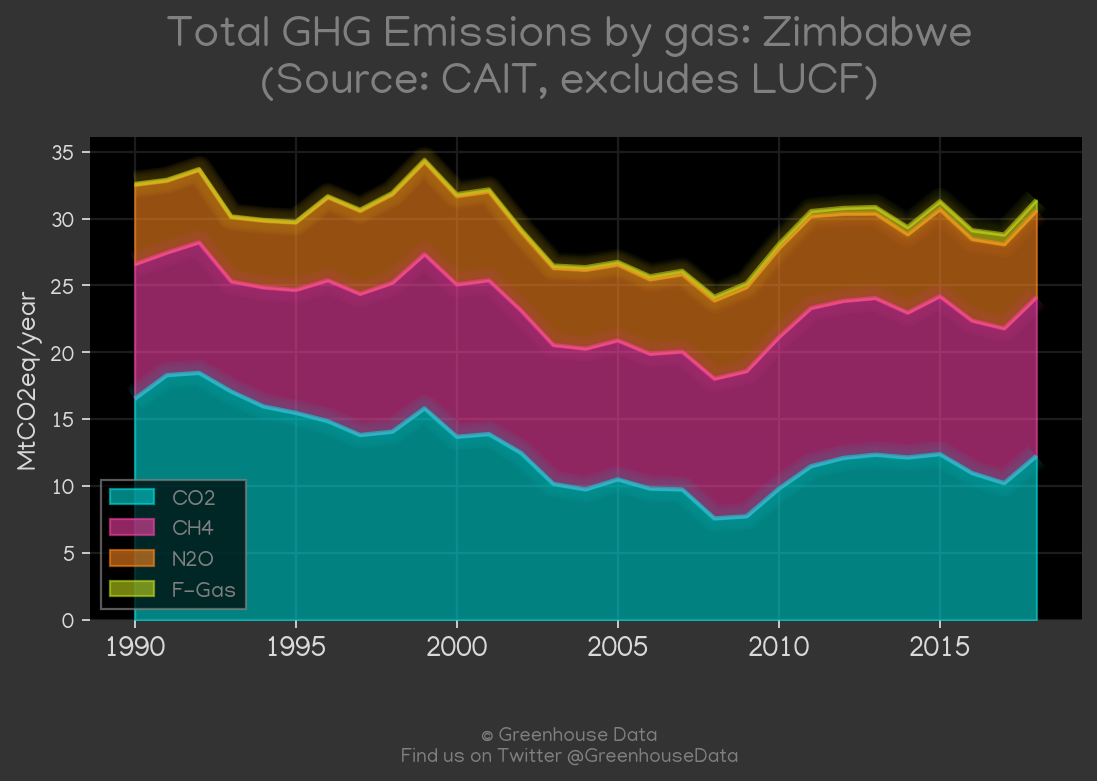 Total GHG Emissions by gas: Zimbabwe
(Source: CAIT, excludes LUCF)
MtCO2eq/year
35
30
25
20
15
10
5
0
CO2
CH4
N2O
F-Gas
1990 1995 2000 2005 2010 2015
© Greenhouse Data
Find us on Twitter @GreenhouseData